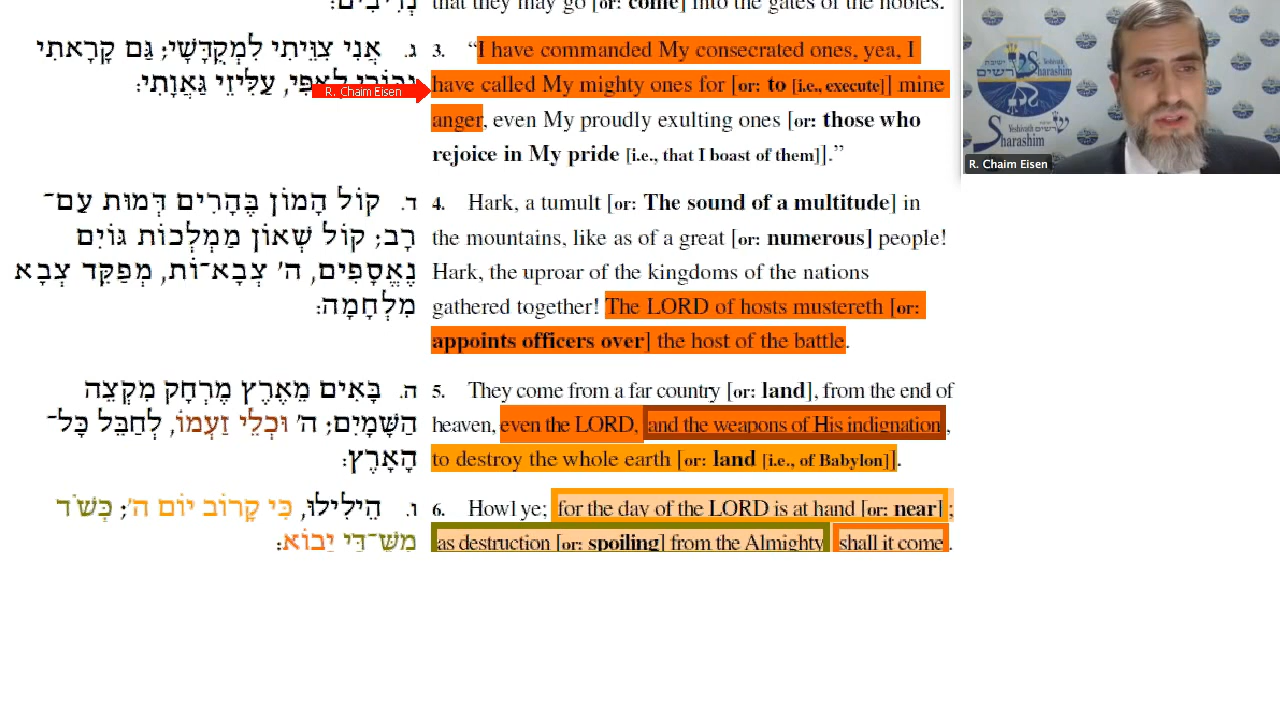 נְדִיבִים:
that they may go [or: come] into the gates of the nobles.
ג. אֲנִי צִוֵּיתִי לִמְקֻדָּשָׁי; גַּם קָרָאתִי
לְאַפִּי, עַלִּיזֵי גַּאֲוָתִי:
R. Chaim Eisen
3. “I have commanded My consecrated ones, yea, I
have called My mighty ones for [or: to [i.e., execute]] mine
anger, even My proudly exulting ones [or: those who
rejoice in My pride [i.e., that I boast of them]].”
ד. קוֹל הָמוֹן בֶּהָרִים דְּמוּת עַם־
רָב; קוֹל שְׁאוֹן מַמְלְכוֹת גּוֹיִם
נֶאֱסָפִים, ה' צְבָא־וֹת, מְפַקֵּד צְבָא
מִלְחָמָה:
4. Hark, a tumult [or: The sound of a multitude] in
the mountains, like as of a great [or: numerous] people!
Hark, the uproar of the kingdoms of the nations
gathered together! The LORD of hosts mustereth [or:
appoints officers over] the host of the battle.
ה. בָּאִים מֵאֶרֶץ מֶרְחָק מִקְצֵה
הַשָּׁמָיִם; ה' וּכְלֵי זַעְמוֹ, לְחַבֵּל כָּל־
הָאָרֶץ:
5. They come from a far country [or: land], from the end of
heaven, even the LORD, and the weapons of His indignation,
to destroy the whole earth [or: land [i.e., of Babylon]].
ו. הֵילִילוּ, כִּי קָרוֹב יוֹם ה'; כְּשֹׁד
מִשַּׁ־דַּי יָבוֹא:
6. Howl ye; for the day of the LORD is at hand [or: near];
as destruction [or: spoiling] from the Almighty shall it come.
ישיבת
שרשים
Yeshivath
Sharashim
R. Chaim Eisen